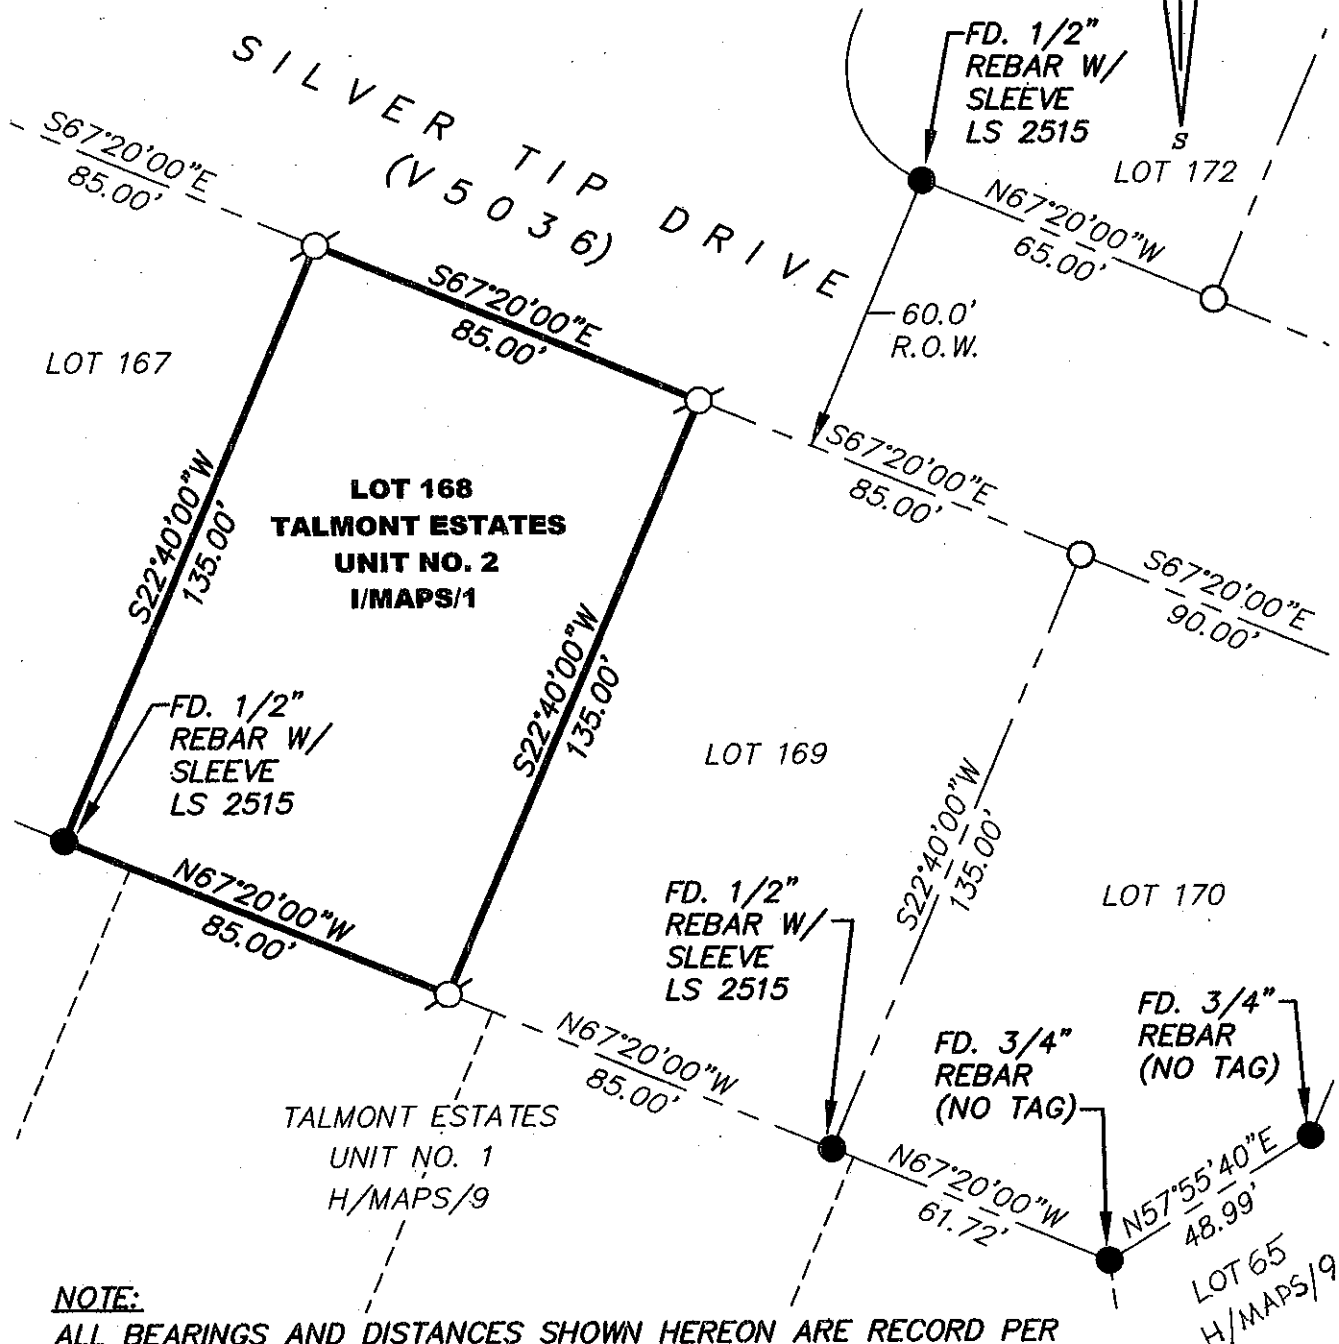 FD. 1/2"
REBAR W/
SLEEVE
LS 2515
S
LOT 172
SILVER TIP DRIVE
(V5036)
S67°20'00"E
85.00'
N67°20'00"W
65.00'
S67°20'00"E
85.00'
60.0'
R.O.W.
LOT 167
S67°20'00"E
85.00'
S67°20'00"E
90.00'
LOT 168
TALMONT ESTATES
UNIT NO. 2
I/MAPS/1
S22°40'00"W
135.00'
S22°40'00"W
135.00'
FD. 1/2"
REBAR W/
SLEEVE
LS 2515
LOT 169
S22°40'00"W
135.00'
N67°20'00"W
85.00'
FD. 1/2"
REBAR W/
SLEEVE
LS 2515
LOT 170
N67°20'00"W
85.00'
FD. 3/4"
REBAR
(NO TAG)
FD. 3/4"
REBAR
(NO TAG)
TALMONT ESTATES
UNIT NO. 1
H/MAPS/9
N67°20'00"W
61.72'
N57°55'40"E
48.99'
LOT 65
H/MAPS/9
NOTE:
ALL BEARINGS AND DISTANCES SHOWN HEREON ARE RECORD PER